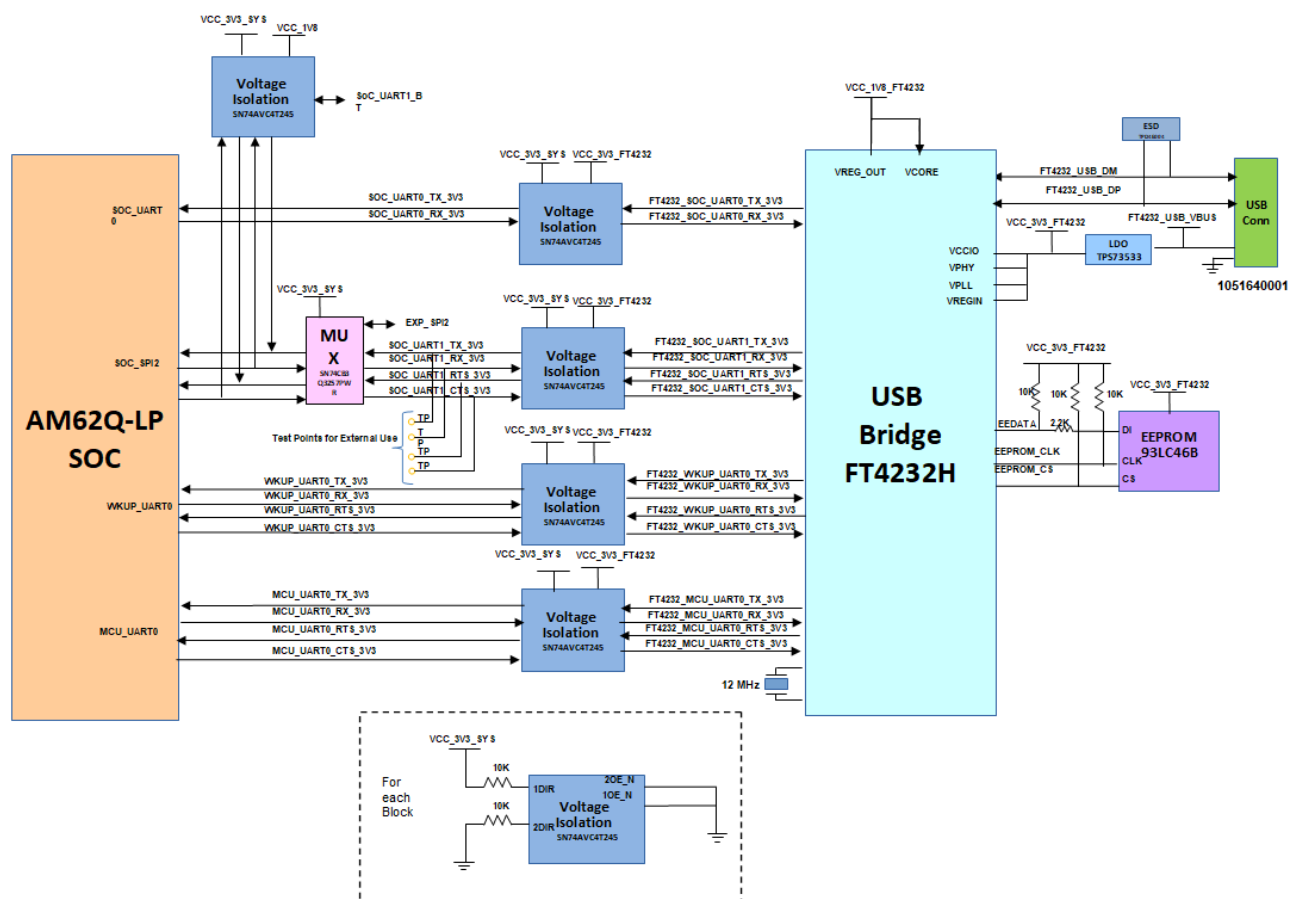 VCC_3V3_SYS
VCC_1V8
Voltage
Isolation
SN74AVC4T245
SoC_UART1_B
T
AM62Q-LP
SOC
SOC_UART
0
SOC_SPI2
WKUP_UART0
MCU_UART0
SOC_UART0_TX_3V3
SOC_UART0_RX_3V3
VCC_3V3_SYS
VCC_3V3_FT4232
Voltage
Isolation
SN74AVC4T245
FT4232_SOC_UART0_TX_3V3
FT4232_SOC_UART0_RX_3V3
VCC_3V3_SYS
MU
X
SN74CB3
Q3257PW
R
EXP_SPI2
SOC_UART1_TX_3V3
SOC_UART1_RX_3V3
SOC_UART1_RTS_3V3
SOC_UART1_CTS_3V3
VCC_3V3_SYS
VCC_3V3_FT4232
Voltage
Isolation
SN74AVC4T245
FT4232_SOC_UART1_TX_3V3
FT4232_SOC_UART1_RX_3V3
FT4232_SOC_UART1_RTS_3V3
FT4232_SOC_UART1_CTS_3V3
Test Points for External Use
TP
T
P
TP
TP
WKUP_UART0_TX_3V3
WKUP_UART0_RX_3V3
WKUP_UART0_RTS_3V3
WKUP_UART0_CTS_3V3
VCC_3V3_SYS
VCC_3V3_FT4232
Voltage
Isolation
SN74AVC4T245
FT4232_WKUP_UART0_TX_3V3
FT4232_WKUP_UART0_RX_3V3
FT4232_WKUP_UART0_RTS_3V3
FT4232_WKUP_UART0_CTS_3V3
MCU_UART0_TX_3V3
MCU_UART0_RX_3V3
MCU_UART0_RTS_3V3
MCU_UART0_CTS_3V3
VCC_3V3_SYS
VCC_3V3_FT4232
Voltage
Isolation
SN74AVC4T245
FT4232_MCU_UART0_TX_3V3
FT4232_MCU_UART0_RX_3V3
FT4232_MCU_UART0_RTS_3V3
FT4232_MCU_UART0_CTS_3V3
12 MHz
VCC_1V8_FT4232
VREG_OUT
VCORE
USB
Bridge
FT4232H
VCCIO
VPHY
VPLL
VREGIN
ESD
FT4232_USB_DM
FT4232_USB_DP
VCC_3V3_FT4232
FT4232_USB_VBUS
LDO
TPS73533
USB
Conn
1051640001
VCC_3V3_FT4232
10K
10K
10K
VCC_3V3_FT4232
EEDATA
2.2K
EEPROM_CLK
EEPROM_CS
DI
CLK
CS
EEPROM
93LC46B
For
each
Block
VCC_3V3_SYS
10K
10K
1DIR
2DIR
2OE_N
1OE_N
Voltage
Isolation
SN74AVC4T245